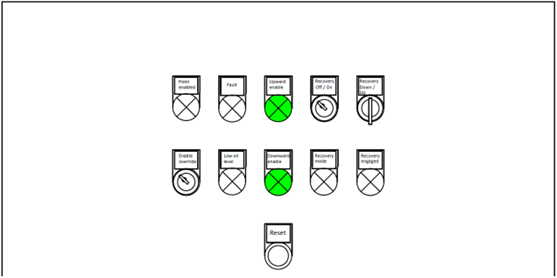 Hoist
enabled
Fault
Upward
enable
Recovery
Off / On
Recovery
Down /
Enable
override
Low oil
level
Downward
enable
Recovery
mode
Recovery
engaged
Reset